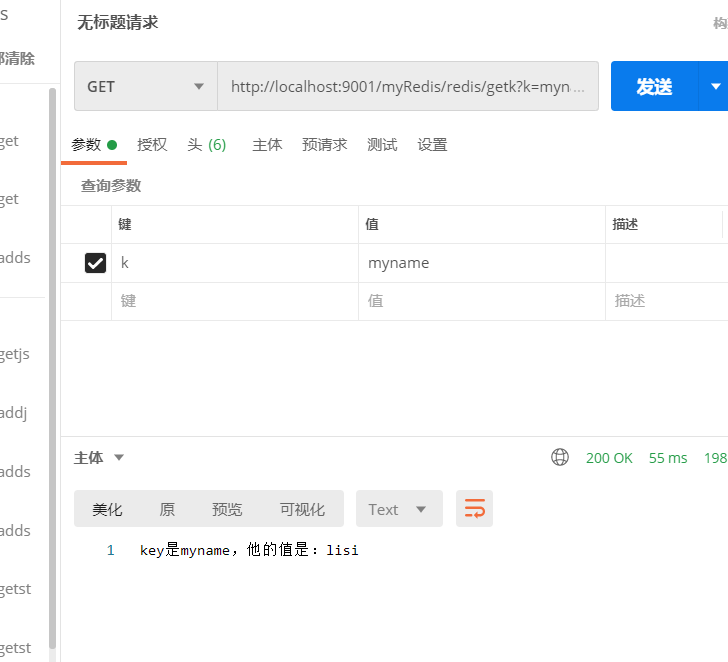 s
无标题请求
构
部清除
GET
http://localhost:9001/myRedis/redis/getk?k=myn...
发送
get
参数
授权
头 (6)
主体
预请求
测试
设置
查询参数
get
键
值
描述
adds
k
myname
键
值
描述
getjs
addj
主体
200 OK
55 ms
198
adds
美化
原
预览
可视化
Text
adds
1
key是myname，他的值是：lisi
getst
getst